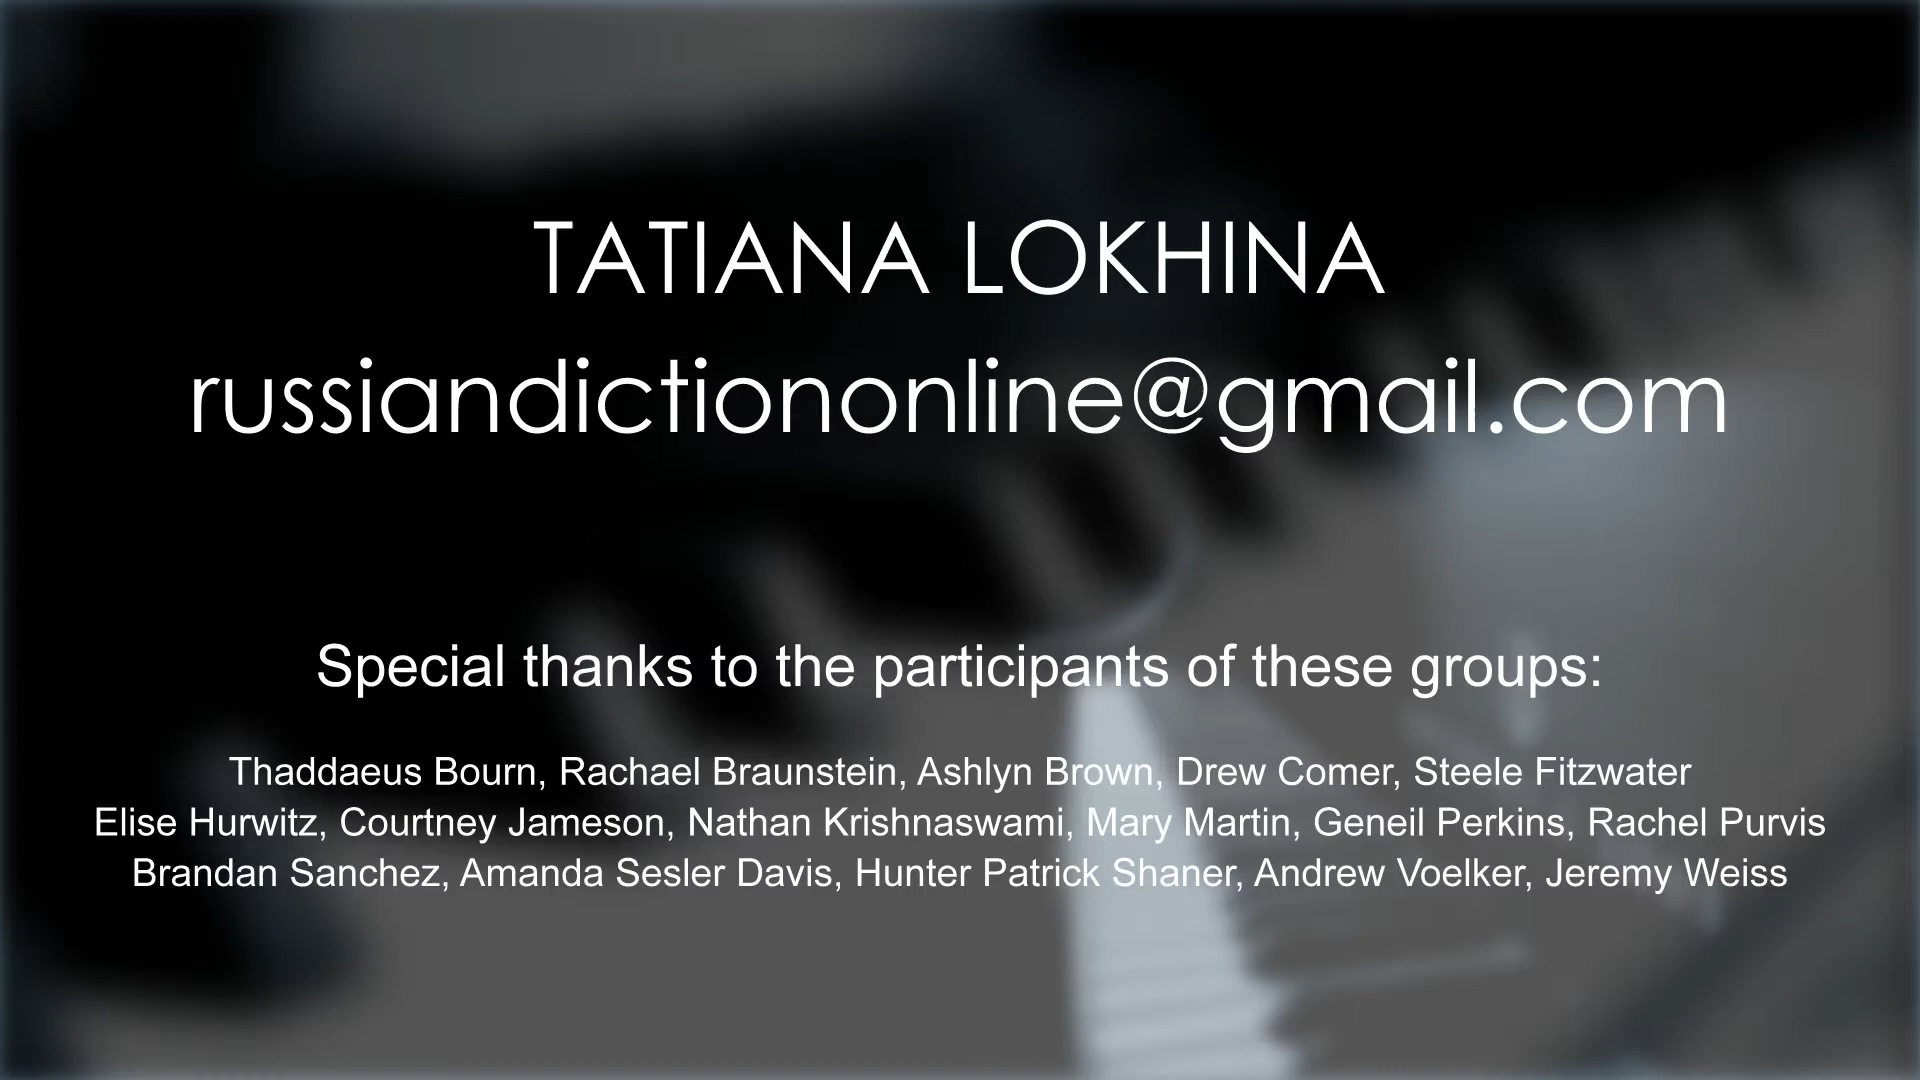 TATIANA LOKHINA
russiandictiononline@gmail.com
Special thanks to the participants of these groups:
Thaddaeus Bourn, Rachael Braunstein, Ashlyn Brown, Drew Comer, Steele Fitzwater
Elise Hurwitz, Courtney Jameson, Nathan Krishnaswami, Mary Martin, Geneil Perkins, Rachel Purvis
Brandan Sanchez, Amanda Sesler Davis, Hunter Patrick Shaner, Andrew Voelker, Jeremy Weiss